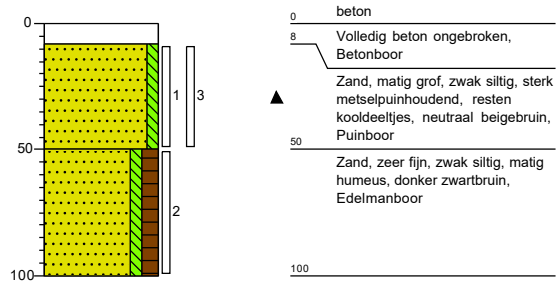 0
50
100
1
3
2
beton
0
8
Volledig beton ongebroken,
Betonboor
Zand, matig grof, zwak siltig, sterk
metselpuinhoudend, resten
kooldeeltjes, neutraal beigebruin,
Puinboor
50
Zand, zeer fijn, zwak siltig, matig
humeus, donker zwartbruin,
Edelmanboor
100